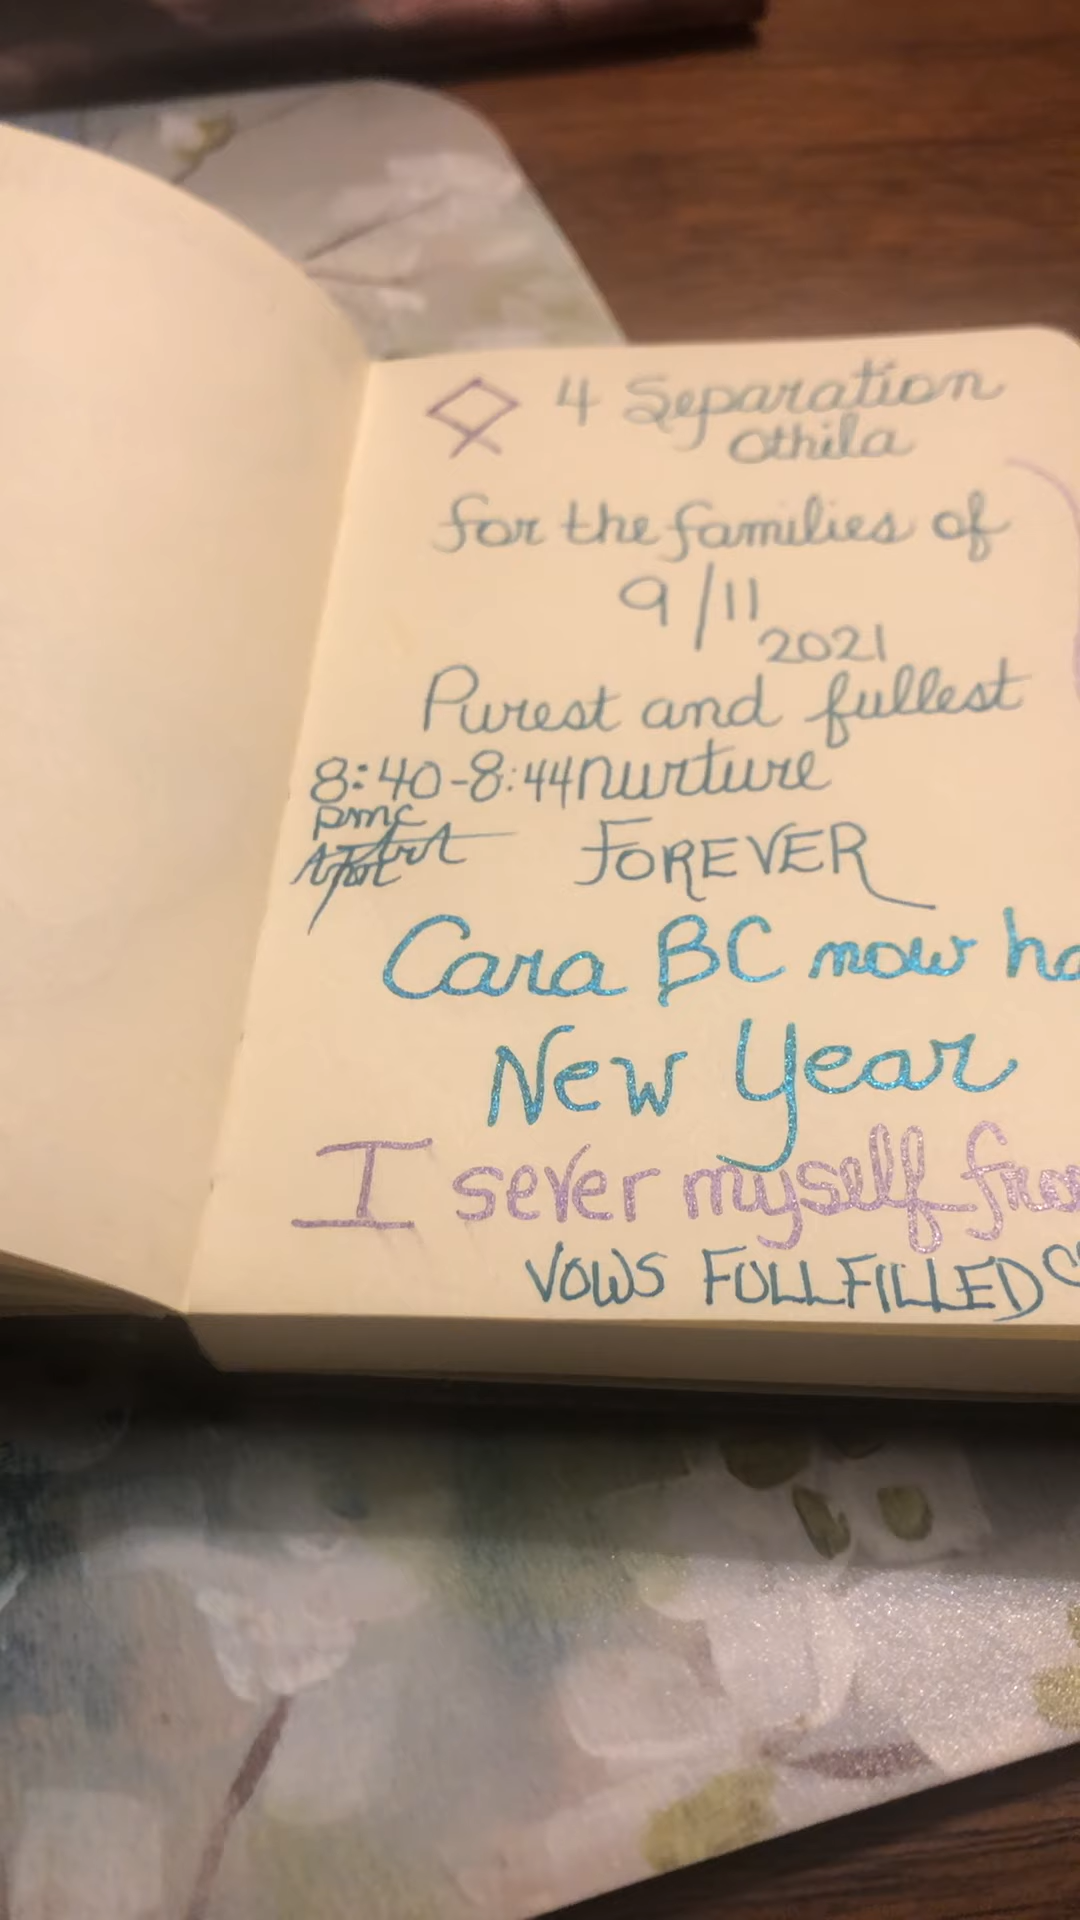 4 Separation
Othila
for the families of
9/11
2021
Purest and fullest
8:40-8:44 nurture
pmc
FOREVER
Cara BC now
New Year
I sever myself
VOWS FULLFILLED